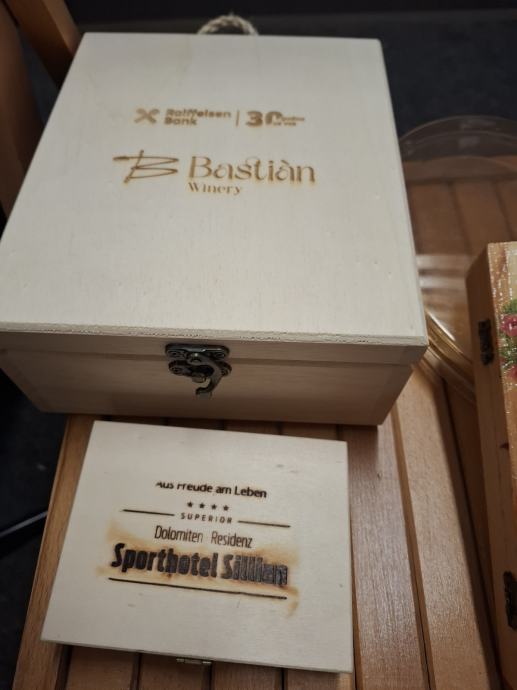 Raiffeisen
Bank
30
Bastiàn
Winery
Aus Freude am Leben
SUPERIOR
Dolomiten Residenz
Sporthotel Sillian